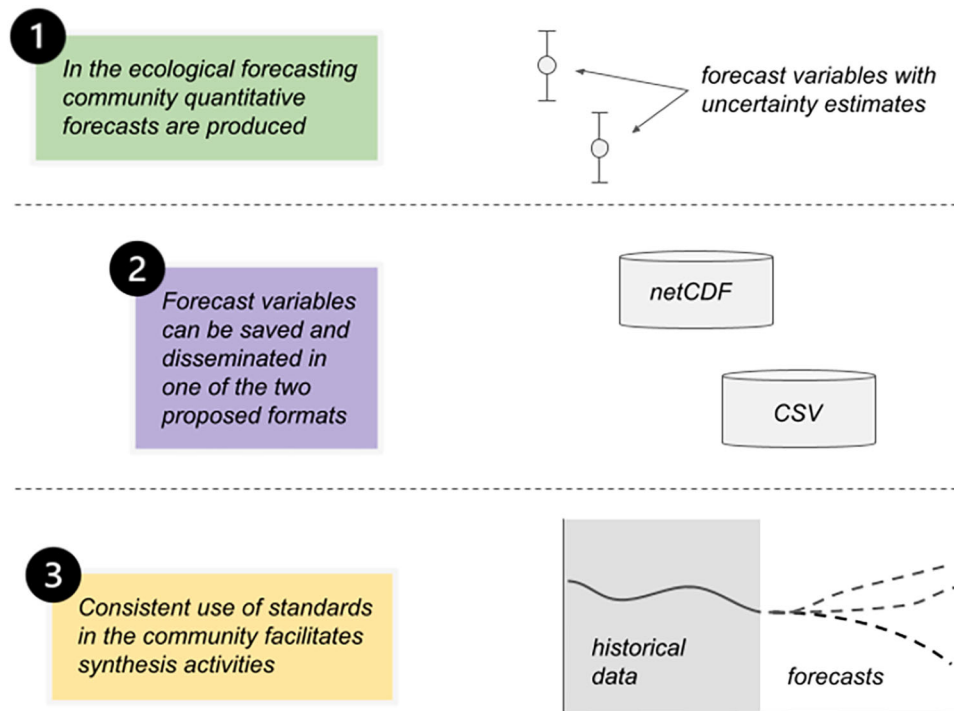 1
In the ecological forecasting
community quantitative
forecasts are produced
forecast variables with
uncertainty estimates
2
Forecast variables
can be saved and
disseminated in
one of the two
proposed formats
netCDF
CSV
3
Consistent use of standards
in the community facilitates
synthesis activities
historical
data
forecasts